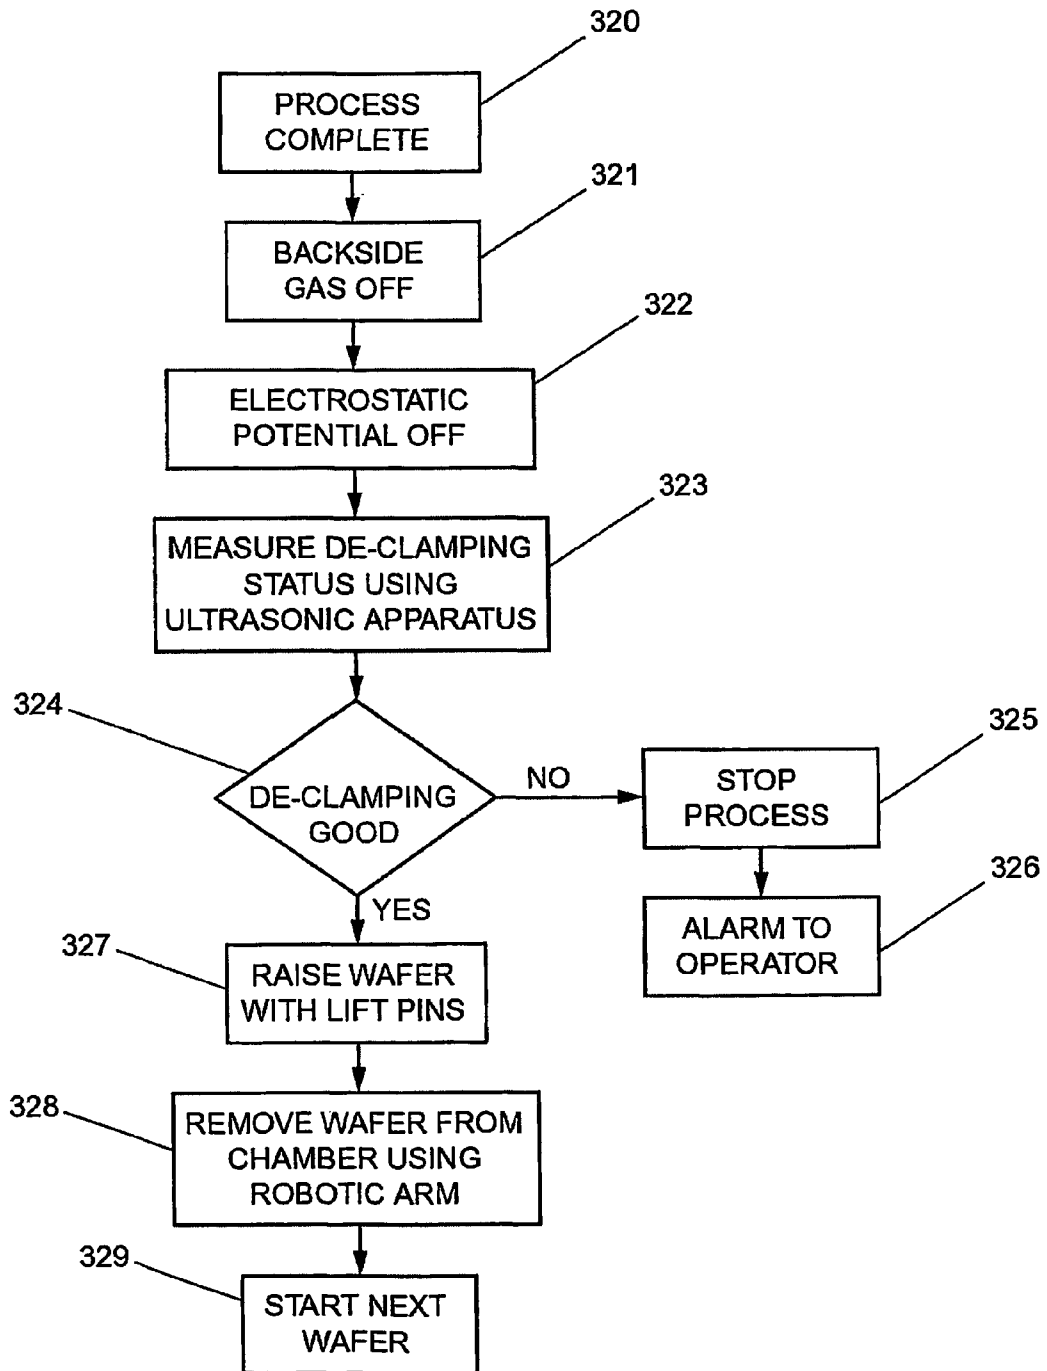 320
PROCESS
COMPLETE
321
BACKSIDE
GAS OFF
322
ELECTROSTATIC
POTENTIAL OFF
323
MEASURE DE-CLAMPING
STATUS USING
ULTRASONIC APPARATUS
324
DE-CLAMPING
GOOD
NO
325
STOP
PROCESS
326
ALARM TO
OPERATOR
YES
327
RAISE WAFER
WITH LIFT PINS
328
REMOVE WAFER FROM
CHAMBER USING
ROBOTIC ARM
329
START NEXT
WAFER